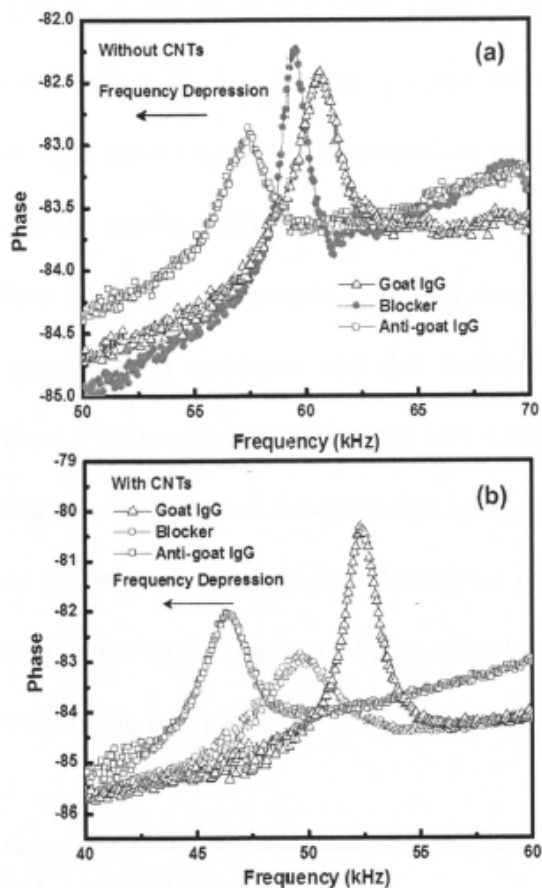 -82.0
Without CNTs
(a)
-82.5
Frequency Depression
-83.0
Phase
-83.5
-84.0
Goat IgG
Blocker
-84.5
Anti-goat IgG
-85.0
50 55 60 65 70
Frequency (kHz)
-79
With CNTs
(b)
Goat IgG
-80
Blocker
Anti-goat IgG
-81
Frequency Depression
-82
Phase
-83
-84
-85
-86
40 45 50 55 60
Frequency (kHz)